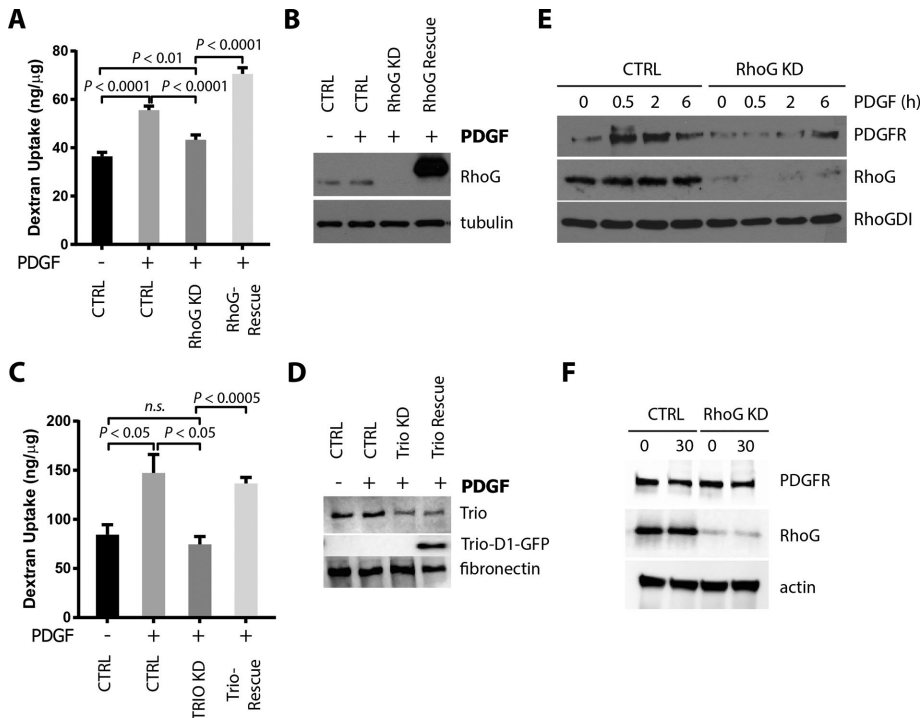 A
P < 0.0001
P < 0.01
P < 0.0001
P < 0.0001
Dextran Uptake (ng/µg)
80
60
40
20
0
PDGF - + + +
CTRL
CTRL
RhoG KD
RhoG-
Rescue
B
CTRL
CTRL
RhoG KD
RhoG Rescue
- + + + PDGF
RhoG
tubulin
E
CTRL RhoG KD
0 0.5 2 6 0 0.5 2 6 PDGF (h)
PDGFR
RhoG
RhoGDI
C
P < 0.0005
n.s.
P < 0.05 P < 0.05
Dextran Uptake (ng/µg)
200
150
100
50
0
PDGF - + + +
CTRL
CTRL
TRIO KD
Trio-
Rescue
D
CTRL
CTRL
Trio KD
Trio Rescue
- + + + PDGF
Trio
Trio-D1-GFP
fibronectin
F
CTRL RhoG KD
0 30 0 30
PDGFR
RhoG
actin